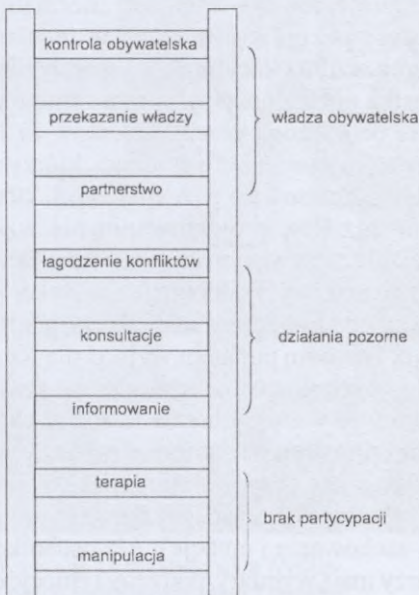 kontrola obywatelska
przekazanie władzy
władza obywatelska
partnerstwo
łagodzenie konfliktów
konsultacje
działania pozorne
informowanie
terapia
brak partycypacji
manipulacja